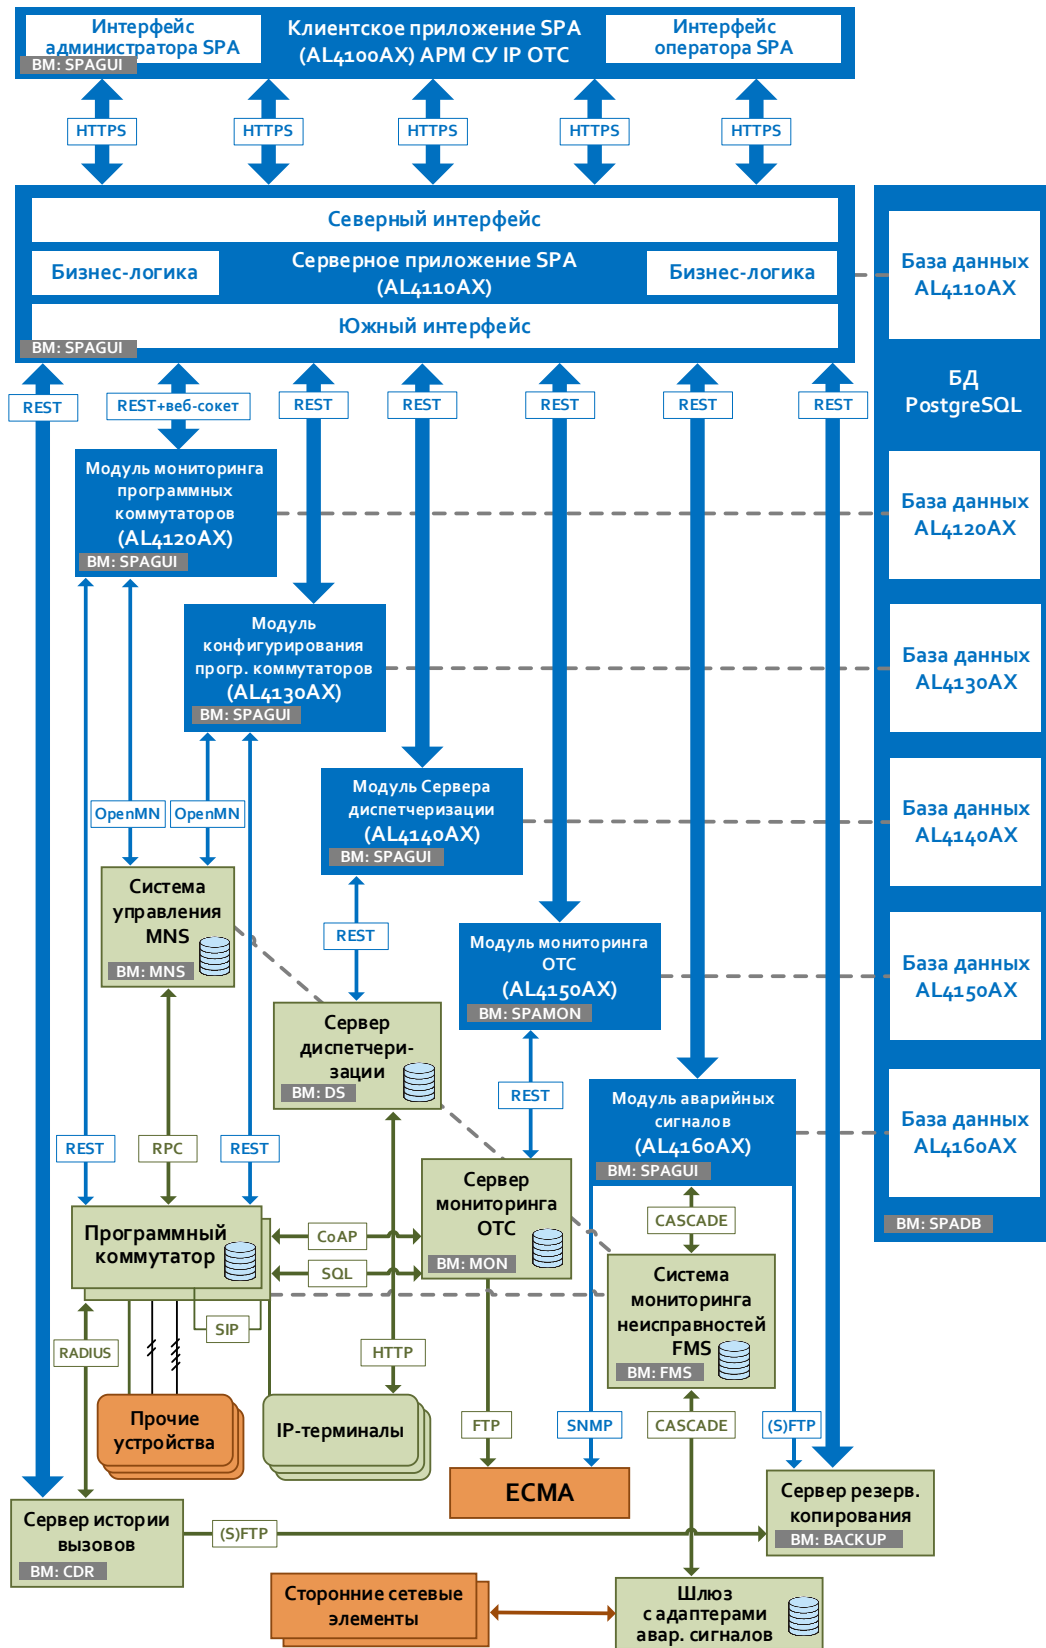 Интерфейс
администратора SPA
BM: SPAGUI
Клиентское приложение SPA
(AL4100AX) АРМ СУ IP ОТС
Интерфейс
оператора SPA
HTTPS
HTTPS
HTTPS
HTTPS
HTTPS
Северный интерфейс
Бизнес-логика
Серверное приложение SPA
(AL4110AX)
Бизнес-логика
Южный интерфейс
BM: SPAGUI
База данных
AL4110AX
БД
PostgreSQL
REST
REST+веб-сокет
REST
REST
REST
REST
REST
Модуль мониторинга
программных
коммутаторов
(AL4120AX)
BM: SPAGUI
База данных
AL4120AX
Модуль
конфигурирования
прогр. коммутаторов
(AL4130AX)
BM: SPAGUI
База данных
AL4130AX
OpenMN
OpenMN
Модуль Сервера
диспетчеризации
(AL4140AX)
BM: SPAGUI
База данных
AL4140AX
Система
управления
MNS
BM: MNS
REST
Модуль мониторинга
ОТС
(AL4150AX)
BM: SPAMON
База данных
AL4150AX
Сервер
диспетчери-
зации
BM: DS
REST
Модуль аварийных
сигналов
(AL4160AX)
BM: SPAGUI
База данных
AL4160AX
BM: SPADB
REST
RPC
REST
Сервер
мониторинга
ОТС
BM: MON
CASCADE
Программный
коммутатор
CoAP
SQL
SIP
Система
мониторинга
неисправностей
FMS
BM: FMS
RADIUS
HTTP
Прочие
устройства
IP-терминалы
FTP
SNMP
CASCADE
(S)FTP
ЕСМА
Сервер истории
вызовов
BM: CDR
(S)FTP
Сервер резерв.
копирования
BM: BACKUP
Сторонние сетевые
элементы
Шлюз
с адаптерами
авар. сигналов